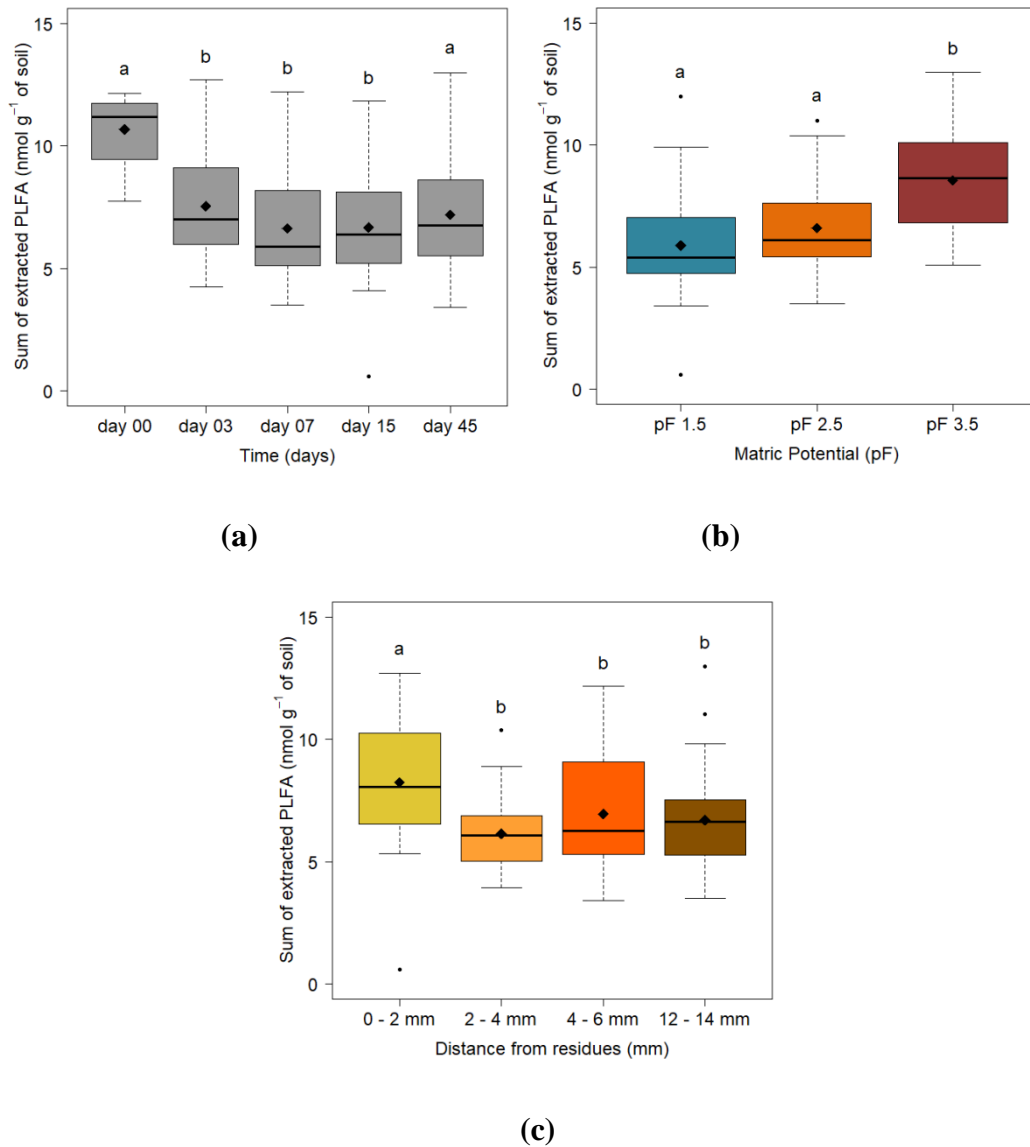 Sum of extracted PLFA (nmol g⁻¹ of soil)
15
10
5
0
a
b
b
b
a
day 00
day 03
day 07
day 15
day 45
Time (days)
(a)
Sum of extracted PLFA (nmol g⁻¹ of soil)
15
10
5
0
a
a
b
pF 1.5
pF 2.5
pF 3.5
Matric Potential (pF)
(b)
Sum of extracted PLFA (nmol g⁻¹ of soil)
15
10
5
0
a
b
b
b
0 - 2 mm
2 - 4 mm
4 - 6 mm
12 - 14 mm
Distance from residues (mm)
(c)